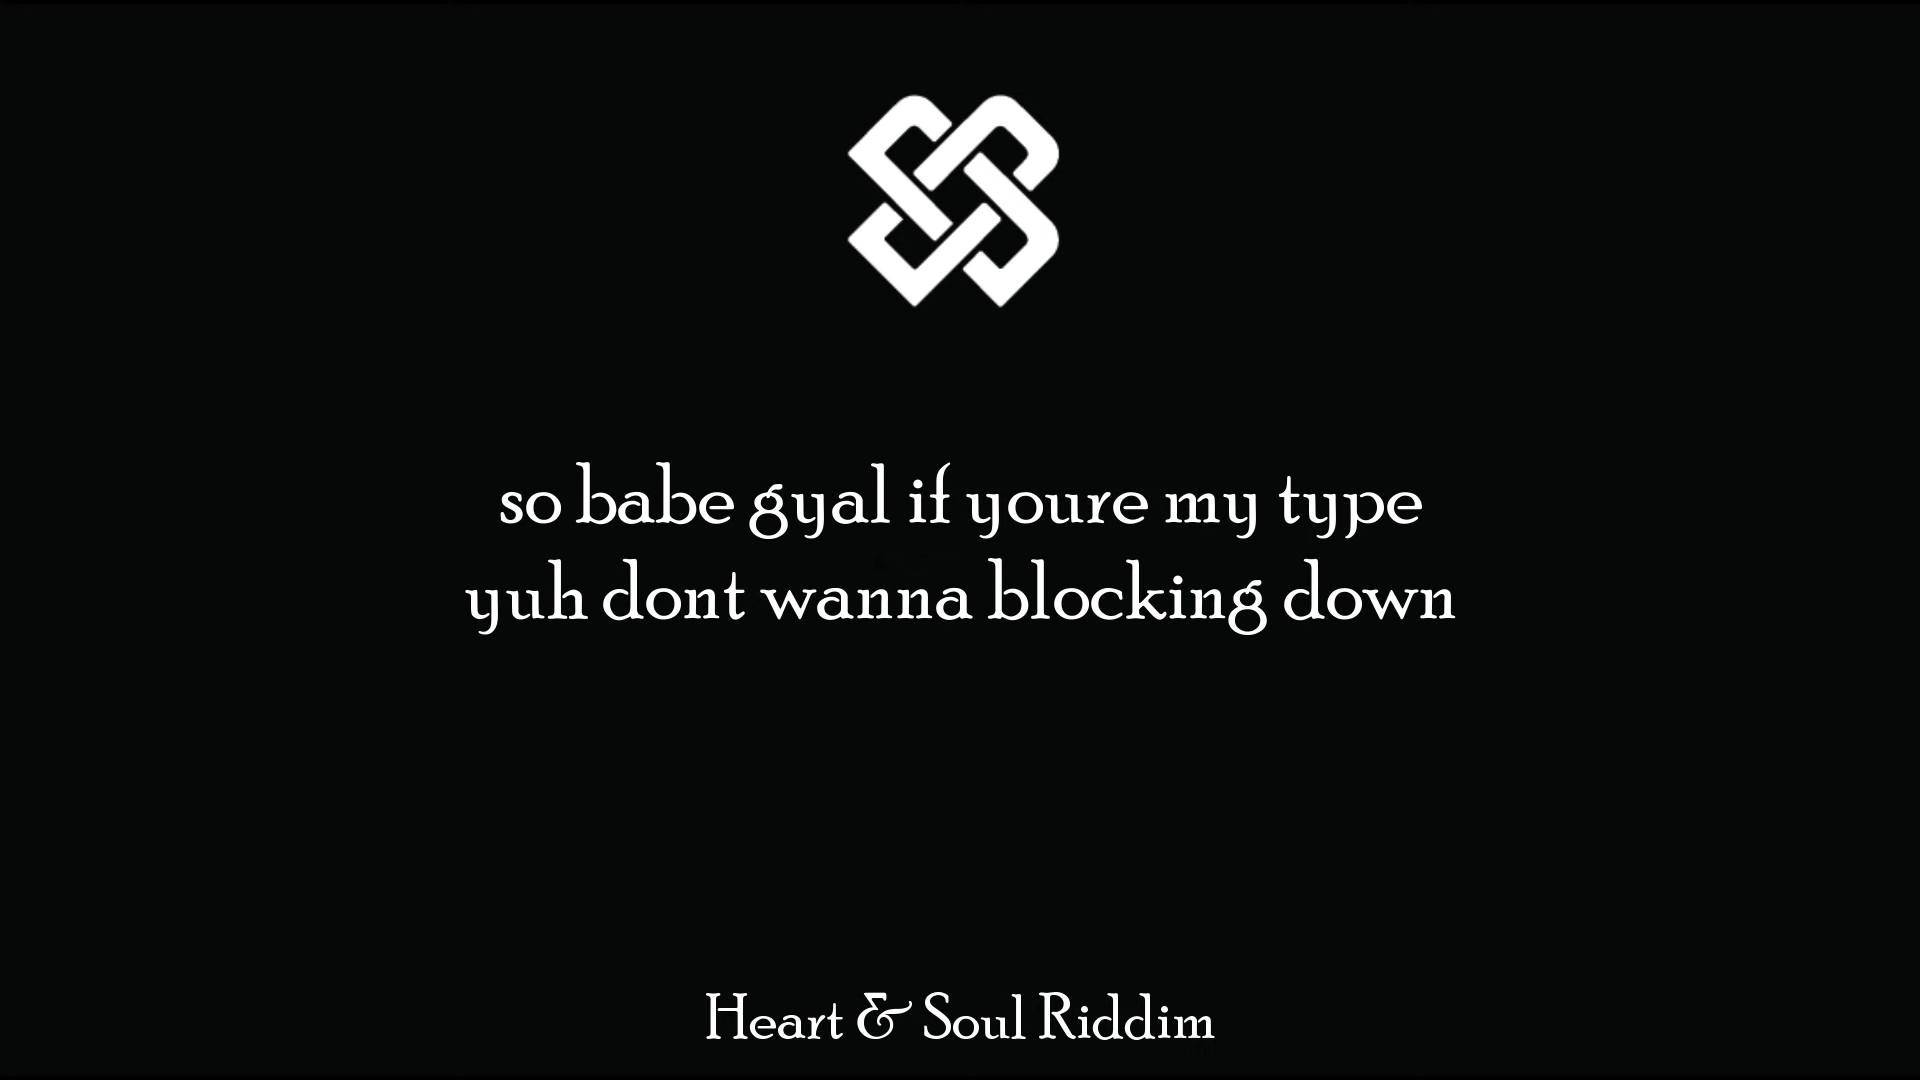 so babe gyal if youre my type
yuh dont wanna blocking down
Heart & Soul Riddim